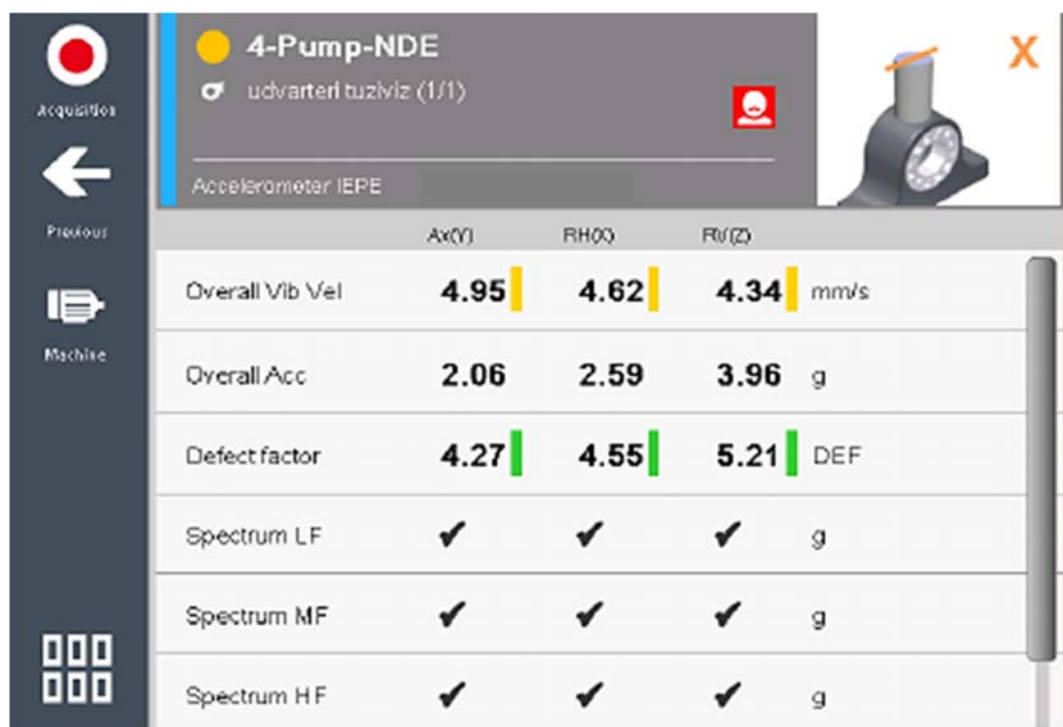 4-Pump-NDE
udvarteri tuziviz (1/1)
X
Acquisition
Accelerometer IEPE
Previous
Ax(Y) RH(X) RV(Z)
Overall Vib Vel 4.95 4.62 4.34 mm/s
Machine
Overall Acc 2.06 2.59 3.96 g
Defect factor 4.27 4.55 5.21 DEF
Spectrum LF ✔ ✔ ✔ g
Spectrum MF ✔ ✔ ✔ g
Spectrum HF ✔ ✔ ✔ g